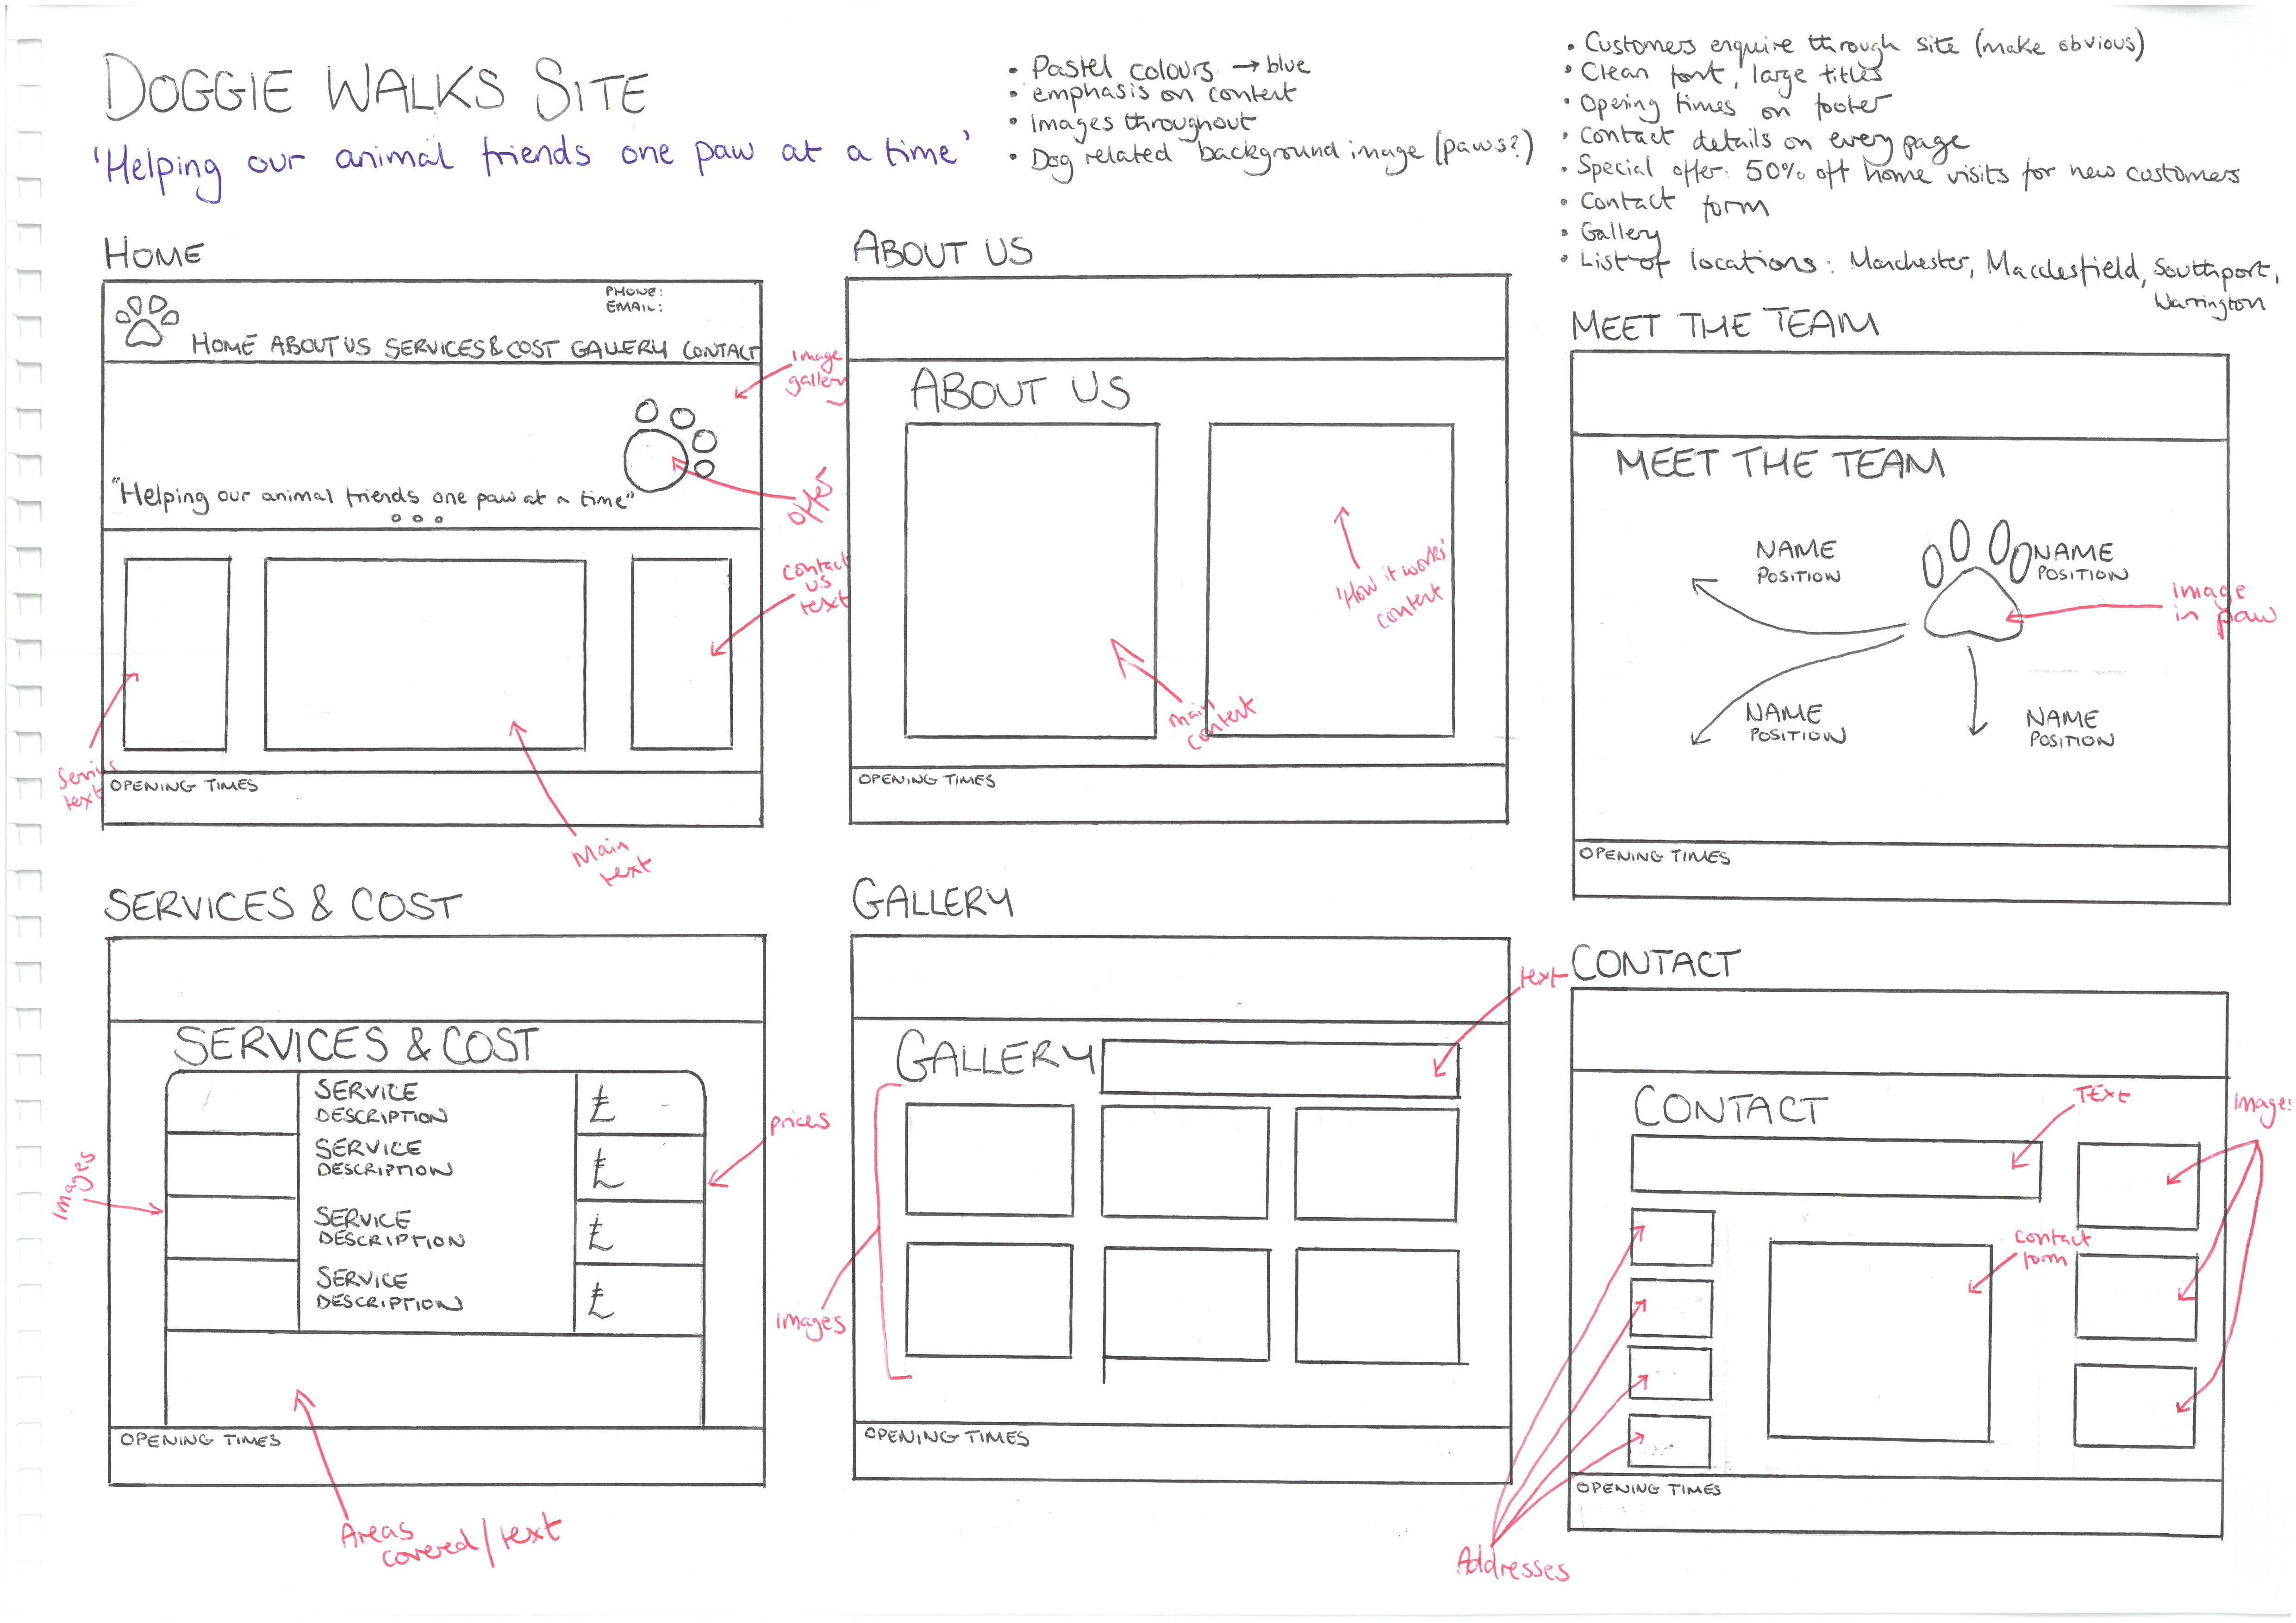 DOGGIE WALKS SITE
'Helping our animal friends one paw at a time'
• Pastel colours → blue
• emphasis on content
• Images throughout
• Dog related background image (paws?)
• Customers enquire through site (make obvious)
• Clean font, large titles
• Opening times on footer
• Contact details on every page
• Special offer: 50% off home visits for new customers
• Contact form
• Gallery
• List of locations: Manchester, Macclesfield, Southport,
Warrington
HOME
PHONE:
EMAIL:
HOME ABOUT US SERVICES & COST GALLERY CONTACT
Image
gallery
"Helping our animal friends one paw at a time"
offer
Contact
us
text
Service
text
OPENING TIMES
Main
text
ABOUT US
ABOUT US
'How it works'
content
main
content
OPENING TIMES
MEET THE TEAM
MEET THE TEAM
NAME
POSITION
NAME
POSITION
image
in paw
NAME
POSITION
NAME
POSITION
OPENING TIMES
SERVICES & COST
SERVICES & COST
SERVICE
DESCRIPTION
£
SERVICE
DESCRIPTION
£
SERVICE
DESCRIPTION
£
SERVICE
DESCRIPTION
£
Images
prices
OPENING TIMES
Areas
covered/text
GALLERY
text
GALLERY
images
OPENING TIMES
CONTACT
CONTACT
TEXT
Images
contact
form
OPENING TIMES
Addresses